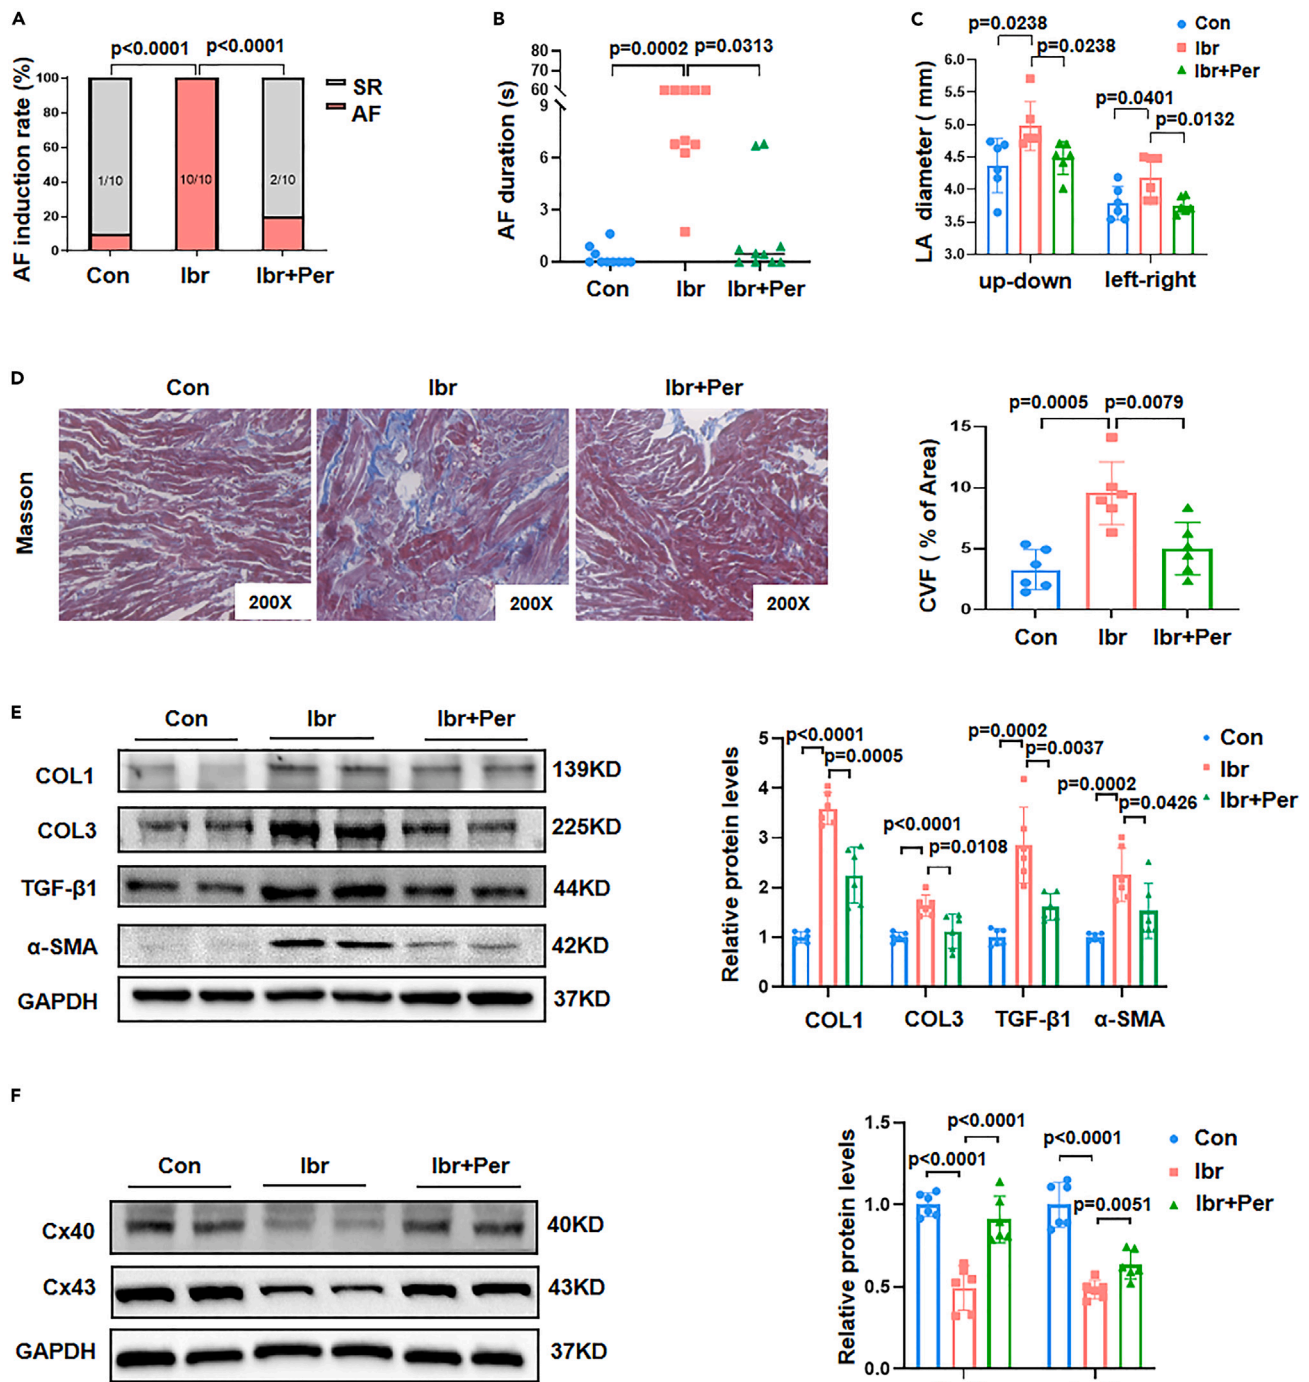 A
p<0.0001 p<0.0001
AF induction rate (%)
100
80
60
40
20
0
1/10
10/10
2/10
SR
AF
Con Ibr Ibr+Per
B
p=0.0002 p=0.0313
AF duration (s)
80
70
60
9
6
3
0
Con Ibr Ibr+Per
C
p=0.0238
p=0.0238
p=0.0401
p=0.0132
Con
Ibr
Ibr+Per
LA diameter ( mm)
6.0
5.0
4.5
4.0
3.5
3.0
up-down left-right
D
Con Ibr Ibr+Per
Masson
200X 200X 200X
p=0.0005 p=0.0079
CVF ( % of Area)
15
10
5
0
Con Ibr Ibr+Per
E
Con Ibr Ibr+Per
COL1 139KD
COL3 225KD
TGF-β1 44KD
α-SMA 42KD
GAPDH 37KD
p<0.0001
p=0.0005
p<0.0001
p=0.0108
p=0.0002
p=0.0037
p=0.0002
p=0.0426
Con
Ibr
Ibr+Per
Relative protein levels
5
4
3
2
1
0
COL1 COL3 TGF-β1 α-SMA
F
Con Ibr Ibr+Per
Cx40 40KD
Cx43 43KD
GAPDH 37KD
p<0.0001
p<0.0001
p<0.0001
p=0.0051
Con
Ibr
Ibr+Per
Relative protein levels
1.5
1.0
0.5
0.0